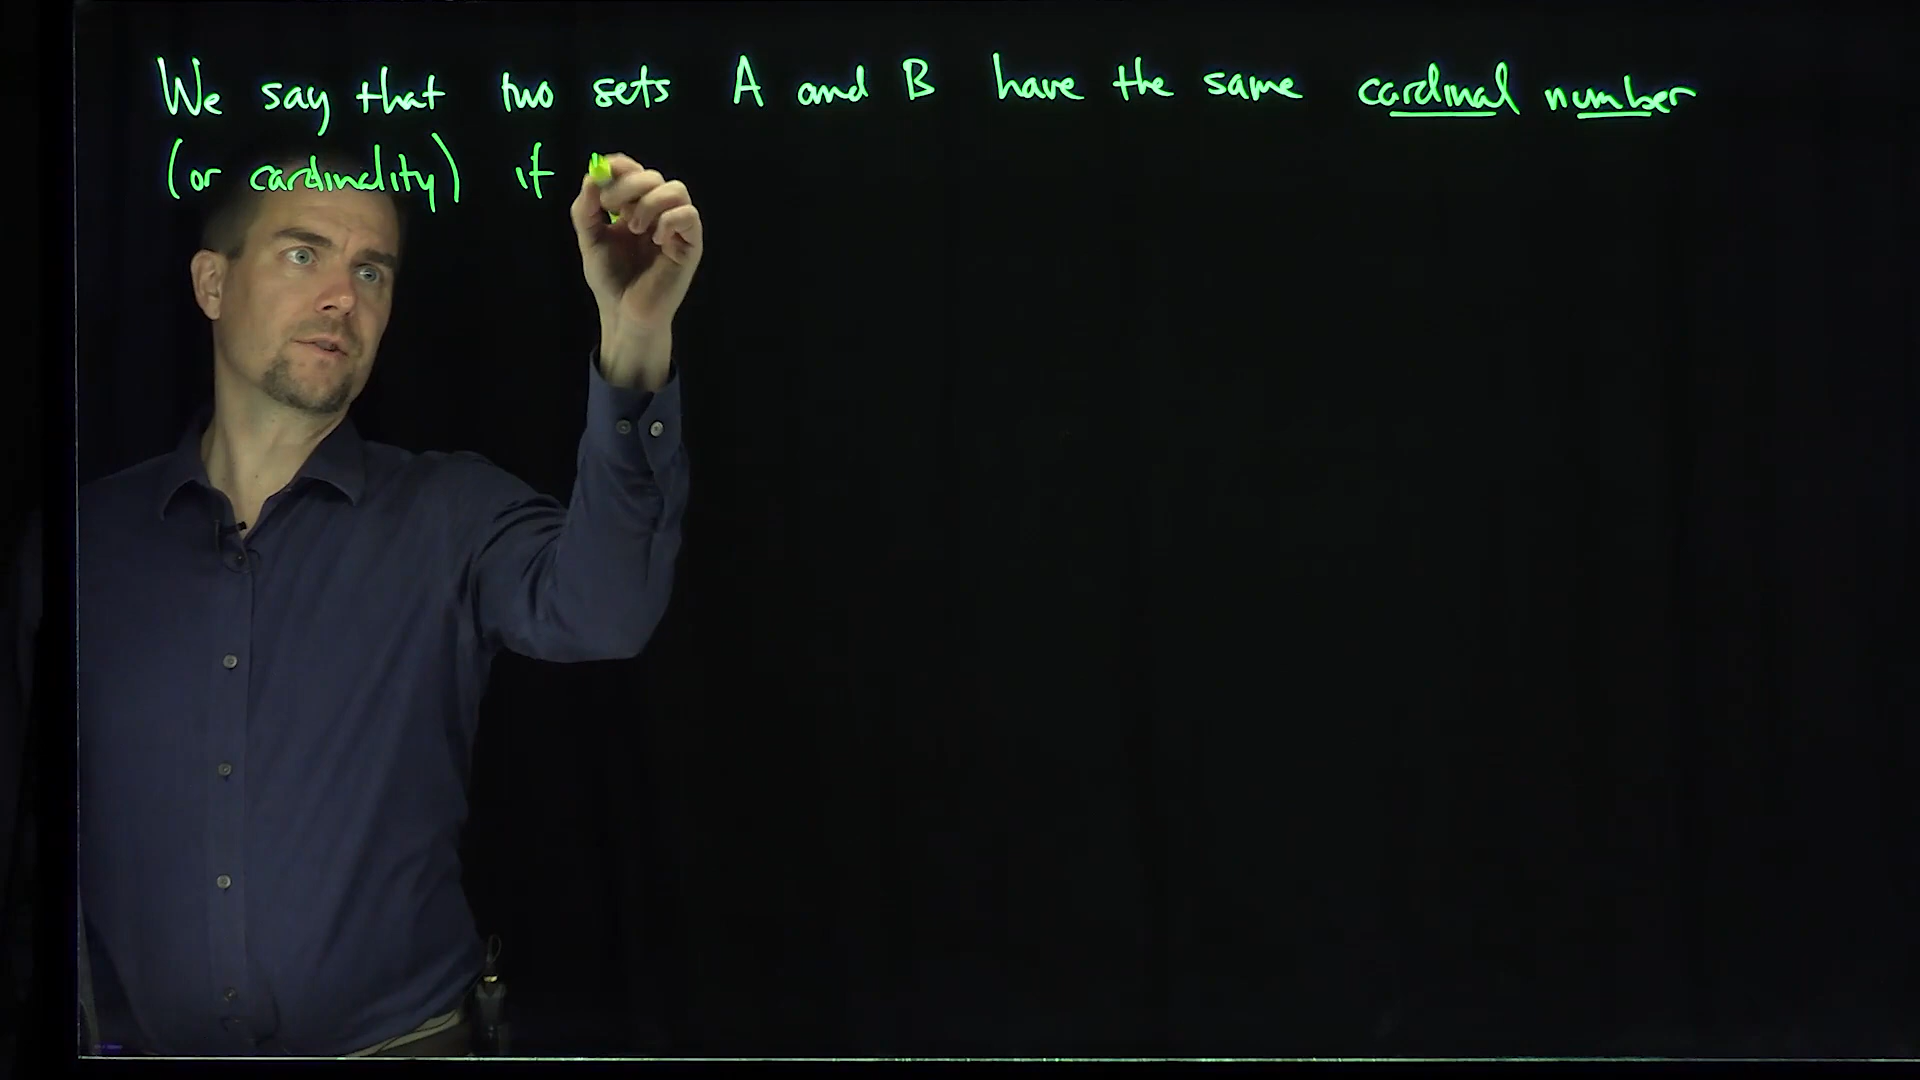 We say that two sets A and B have the same cardinal number
(or cardinality) if